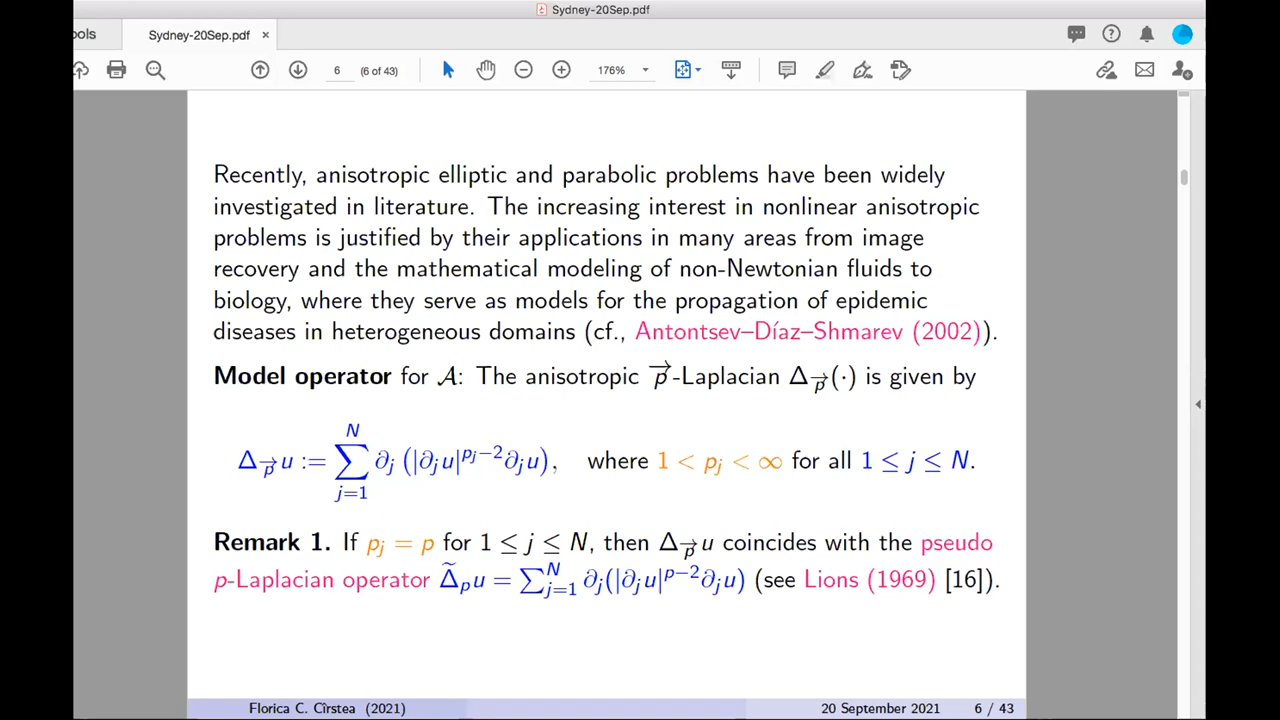 Sydney-20Sep.pdf
ools
Sydney-20Sep.pdf ×
6 (6 of 43) 176%
Recently, anisotropic elliptic and parabolic problems have been widely
investigated in literature. The increasing interest in nonlinear anisotropic
problems is justified by their applications in many areas from image
recovery and the mathematical modeling of non-Newtonian fluids to
biology, where they serve as models for the propagation of epidemic
diseases in heterogeneous domains (cf., Antontsev–Díaz–Shmarev (2002)).
Model operator for 𝒜: The anisotropic p⃗-Laplacian Δ_p⃗(·) is given by
Δ_p⃗ u := ∑_{j=1}^{N} ∂_j (|∂_j u|^{p_j−2} ∂_j u), where 1 < p_j < ∞ for all 1 ≤ j ≤ N.
Remark 1. If p_j = p for 1 ≤ j ≤ N, then Δ_p⃗ u coincides with the pseudo
p-Laplacian operator Δ̃_p u = ∑_{j=1}^{N} ∂_j(|∂_j u|^{p−2} ∂_j u) (see Lions (1969) [16]).
Florica C. Cîrstea (2021) 20 September 2021 6 / 43